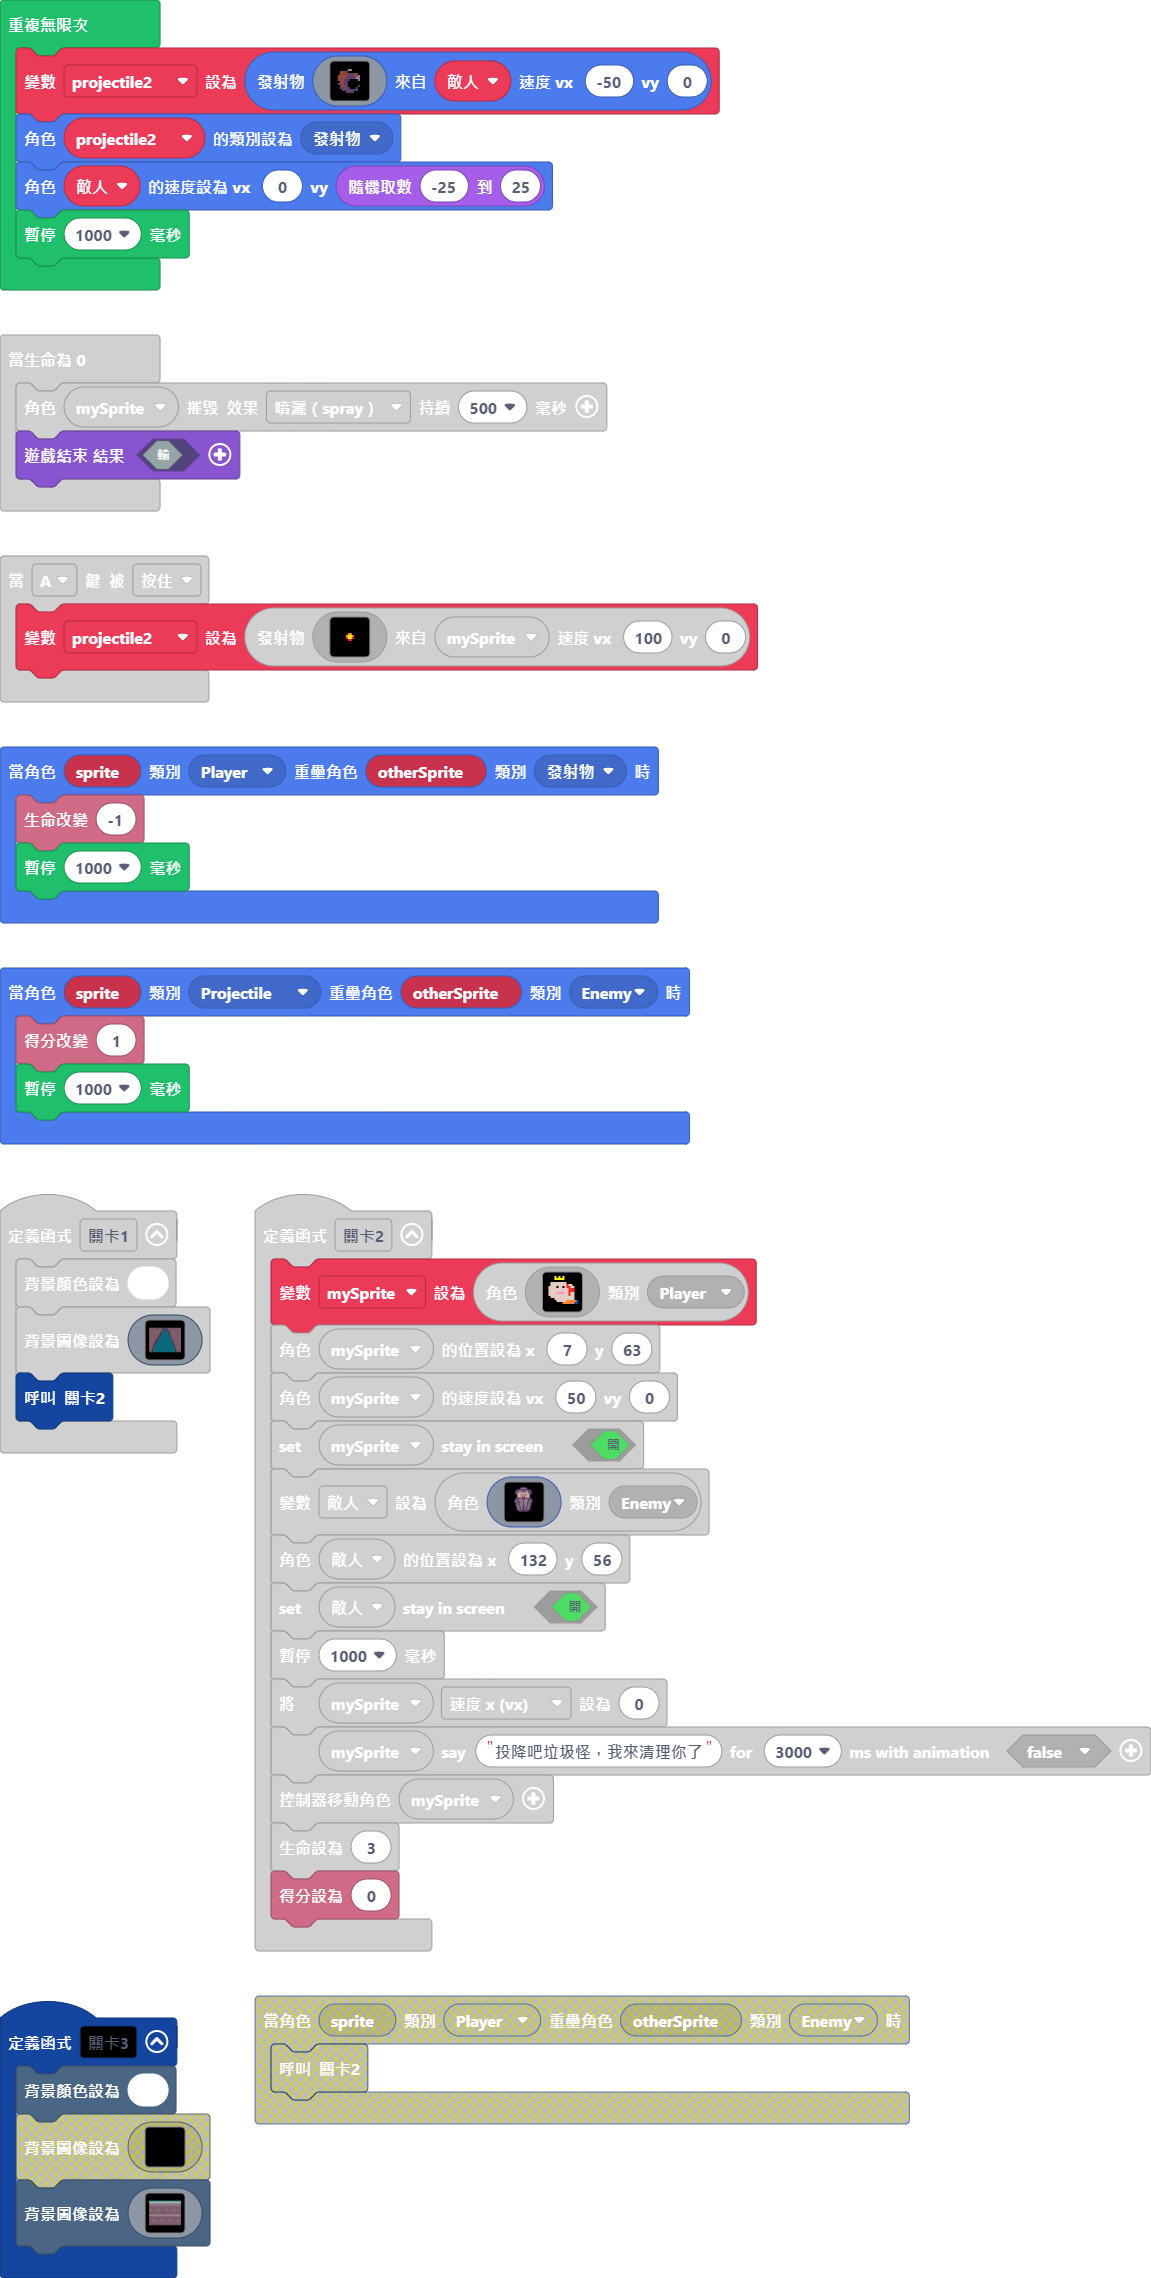 重複無限次
變數 projectile2 設為 發射物 來自 敵人 速度 vx -50 vy 0
角色 projectile2 的類別設為 發射物
角色 敵人 的速度設為 vx 0 vy 隨機取數 -25 到 25
暫停 1000 毫秒
當生命為 0
角色 mySprite 摧毀 效果 噴灑 ( spray ) 持續 500 毫秒
遊戲結束 結果 輸
當 A 鍵 被 按住
變數 projectile2 設為 發射物 來自 mySprite 速度 vx 100 vy 0
當角色 sprite 類別 Player 重疊角色 otherSprite 類別 發射物 時
生命改變 -1
暫停 1000 毫秒
當角色 sprite 類別 Projectile 重疊角色 otherSprite 類別 Enemy 時
得分改變 1
暫停 1000 毫秒
定義函式 關卡1
背景顏色設為
背景圖像設為
呼叫 關卡2
定義函式 關卡2
變數 mySprite 設為 角色 類別 Player
角色 mySprite 的位置設為 x 7 y 63
角色 mySprite 的速度設為 vx 50 vy 0
set mySprite stay in screen 開
變數 敵人 設為 角色 類別 Enemy
角色 敵人 的位置設為 x 132 y 56
set 敵人 stay in screen 開
暫停 1000 毫秒
將 mySprite 速度 x (vx) 設為 0
mySprite say "投降吧垃圾怪，我來清理你了" for 3000 ms with animation false
控制器移動角色 mySprite
生命設為 3
得分設為 0
定義函式 關卡3
背景顏色設為
背景圖像設為
背景圖像設為
當角色 sprite 類別 Player 重疊角色 otherSprite 類別 Enemy 時
呼叫 關卡2